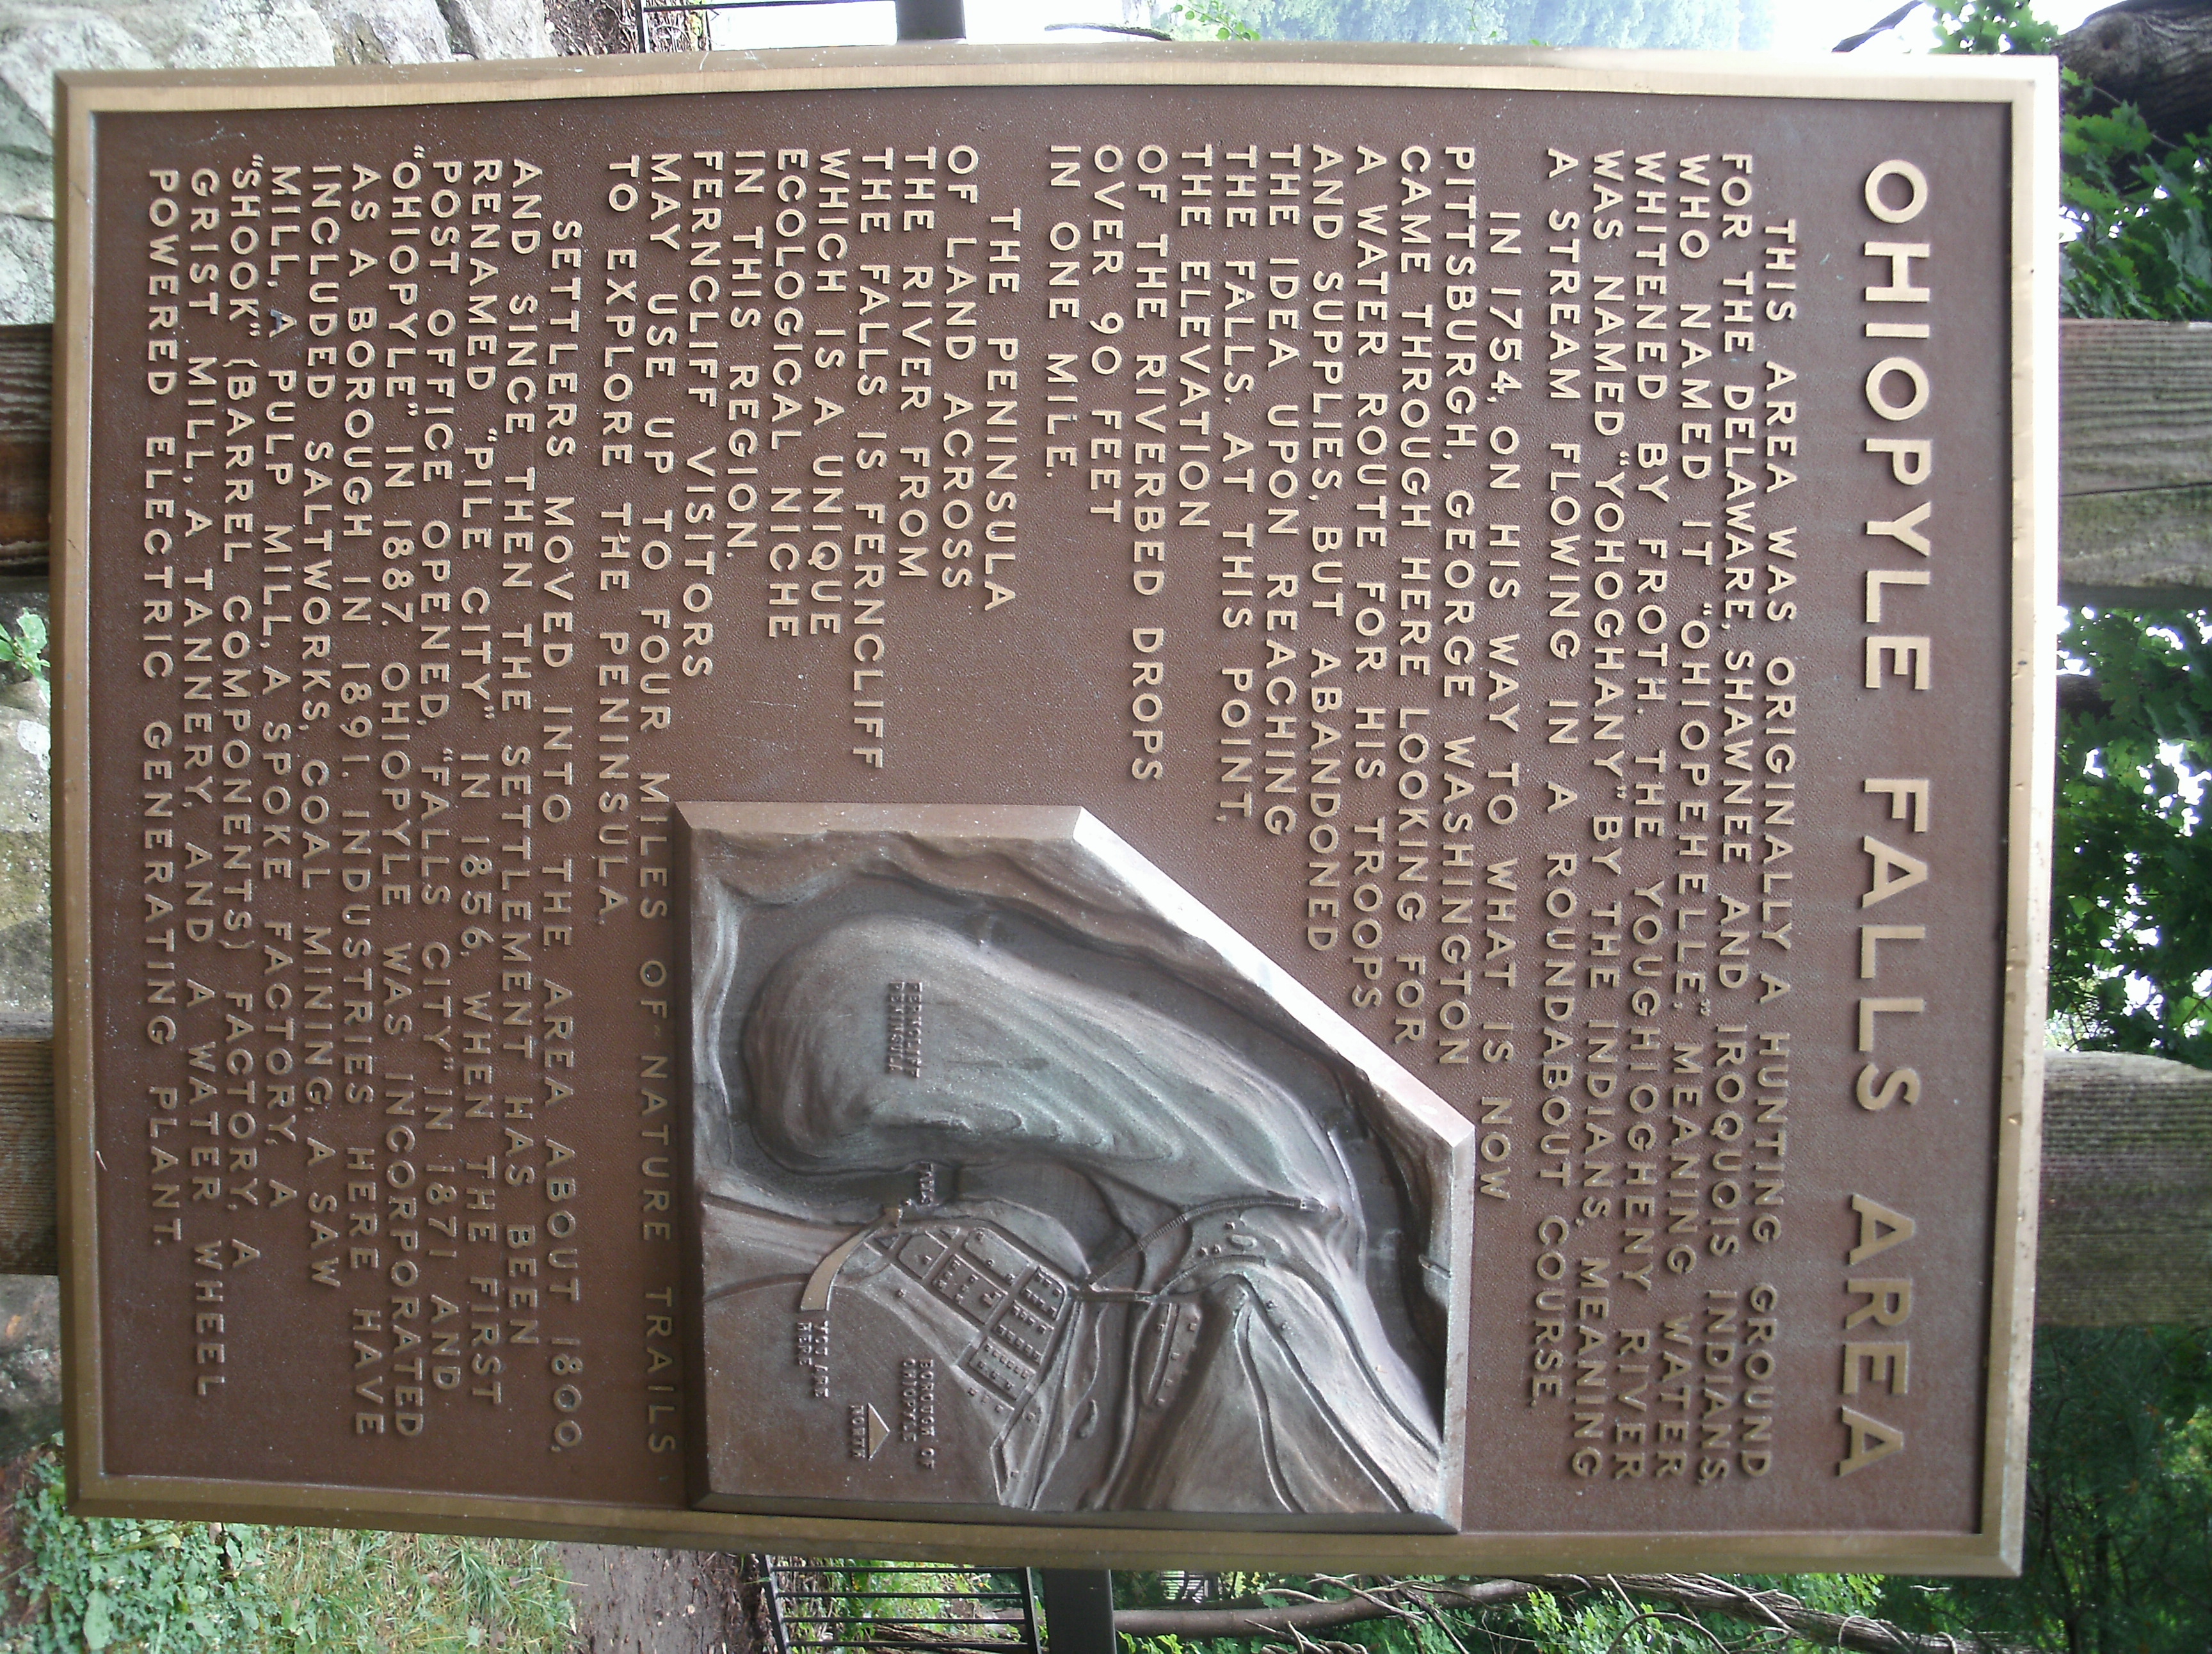 OHIOPYLE FALLS AREA
THIS AREA WAS ORIGINALLY A HUNTING GROUND
FOR THE DELAWARE, SHAWNEE AND IROQUOIS INDIANS,
WHO NAMED IT "OHIOPEHELLE," MEANING WATER
WHITENED BY FROTH. THE YOUGHIOGHENY RIVER
WAS NAMED "YOHOGHANY" BY THE INDIANS, MEANING
A STREAM FLOWING IN A ROUNDABOUT COURSE.
IN 1754, ON HIS WAY TO WHAT IS NOW
PITTSBURGH, GEORGE WASHINGTON
CAME THROUGH HERE LOOKING FOR
A WATER ROUTE FOR HIS TROOPS
AND SUPPLIES, BUT ABANDONED
THE IDEA UPON REACHING
THE FALLS. AT THIS POINT,
THE ELEVATION
OF THE RIVERBED DROPS
OVER 90 FEET
IN ONE MILE.
THE PENINSULA
OF LAND ACROSS
THE RIVER FROM
THE FALLS IS FERNCLIFF
WHICH IS A UNIQUE
ECOLOGICAL NICHE
IN THIS REGION.
FERNCLIFF VISITORS
MAY USE UP TO FOUR MILES OF NATURE TRAILS
TO EXPLORE THE PENINSULA.
SETTLERS MOVED INTO THE AREA ABOUT 1800,
AND SINCE THEN THE SETTLEMENT HAS BEEN
RENAMED "PILE CITY" IN 1856, WHEN THE FIRST
POST OFFICE OPENED, "FALLS CITY" IN 1871 AND
"OHIOPYLE" IN 1887. OHIOPYLE WAS INCORPORATED
AS A BOROUGH IN 1891. INDUSTRIES HERE HAVE
INCLUDED SALTWORKS, COAL MINING, A SAW
MILL, A PULP MILL, A SPOKE FACTORY, A
"SHOOK" (BARREL COMPONENTS) FACTORY, A
GRIST MILL, A TANNERY, AND A WATER WHEEL
POWERED ELECTRIC GENERATING PLANT.
FERNCLIFF
PENINSULA
FALLS
BOROUGH OF
OHIOPYLE
NORTH
YOU ARE
HERE